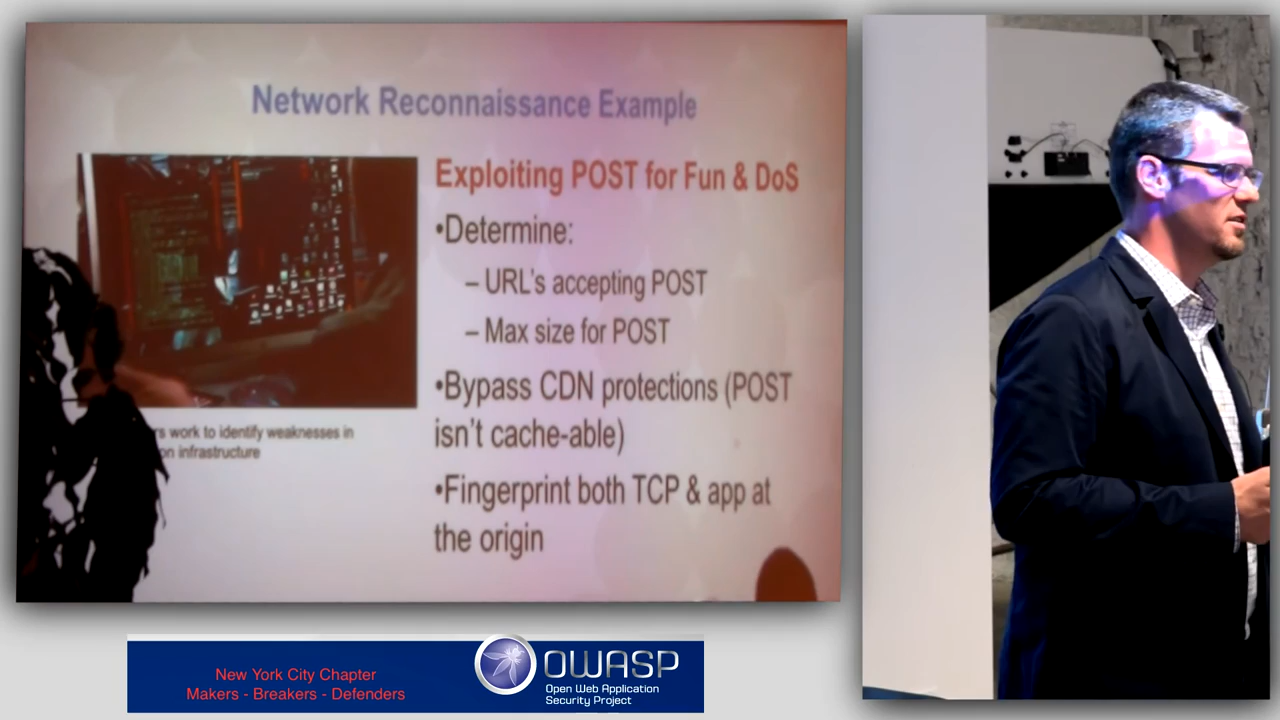 Network Reconnaissance Example
Exploiting POST for Fun & DoS
•Determine:
– URL's accepting POST
– Max size for POST
•Bypass CDN protections (POST
isn't cache-able)
•Fingerprint both TCP & app at
the origin
work to identify weaknesses in
infrastructure
New York City Chapter
Makers - Breakers - Defenders
OWASP
Open Web Application
Security Project